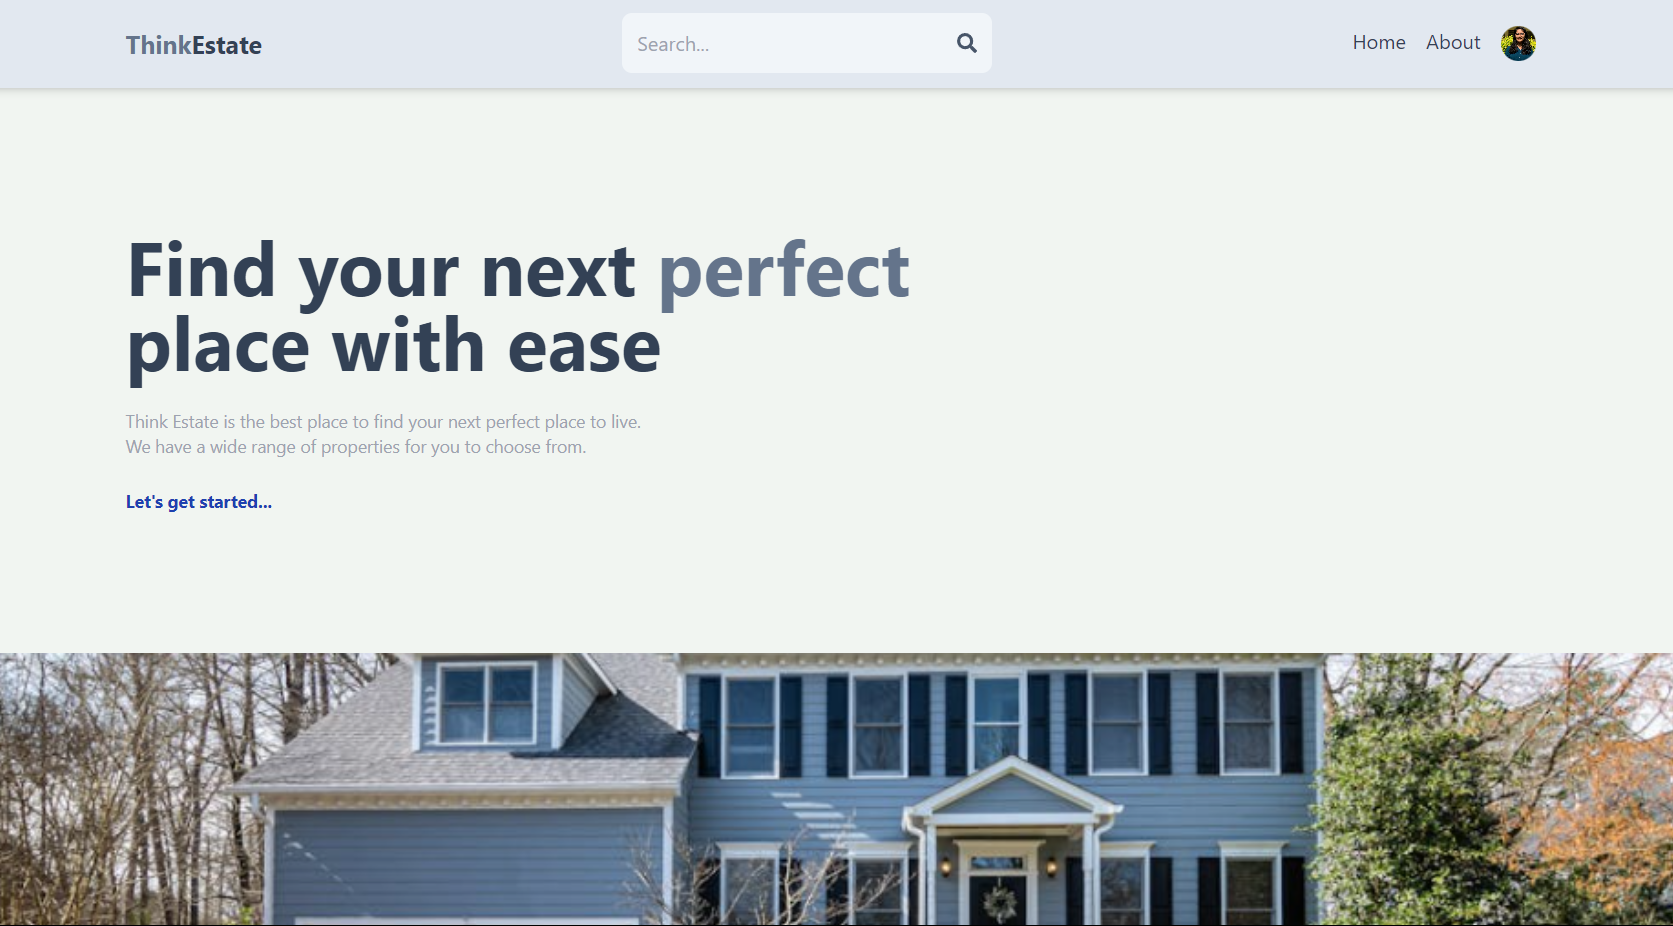 ThinkEstate
Search...
Home
About
Find your next perfect
place with ease
Think Estate is the best place to find your next perfect place to live.
We have a wide range of properties for you to choose from.
Let's get started...